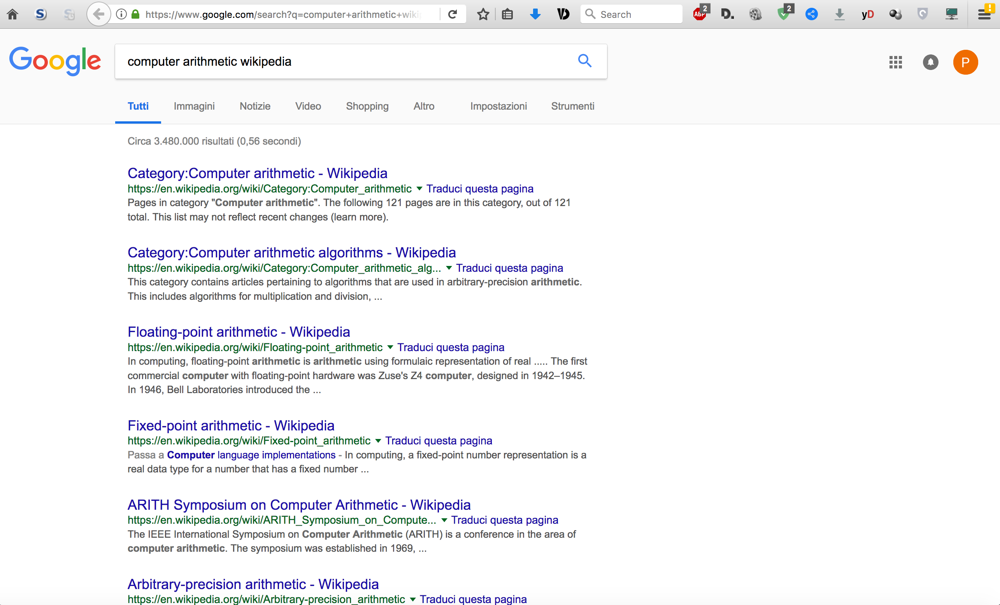 https://www.google.com/search?q=computer+arithmetic+wiki
Search
ABP
2
D.
2
yD
Google
computer arithmetic wikipedia
P
Tutti Immagini Notizie Video Shopping Altro Impostazioni Strumenti
Circa 3.480.000 risultati (0,56 secondi)
Category:Computer arithmetic - Wikipedia
https://en.wikipedia.org/wiki/Category:Computer_arithmetic ▼ Traduci questa pagina
Pages in category "Computer arithmetic". The following 121 pages are in this category, out of 121
total. This list may not reflect recent changes (learn more).
Category:Computer arithmetic algorithms - Wikipedia
https://en.wikipedia.org/wiki/Category:Computer_arithmetic_alg... ▼ Traduci questa pagina
This category contains articles pertaining to algorithms that are used in arbitrary-precision arithmetic.
This includes algorithms for multiplication and division, ...
Floating-point arithmetic - Wikipedia
https://en.wikipedia.org/wiki/Floating-point_arithmetic ▼ Traduci questa pagina
In computing, floating-point arithmetic is arithmetic using formulaic representation of real ..... The first
commercial computer with floating-point hardware was Zuse's Z4 computer, designed in 1942–1945.
In 1946, Bell Laboratories introduced the ...
Fixed-point arithmetic - Wikipedia
https://en.wikipedia.org/wiki/Fixed-point_arithmetic ▼ Traduci questa pagina
Passa a Computer language implementations - In computing, a fixed-point number representation is a
real data type for a number that has a fixed number ...
ARITH Symposium on Computer Arithmetic - Wikipedia
https://en.wikipedia.org/wiki/ARITH_Symposium_on_Compute... ▼ Traduci questa pagina
The IEEE International Symposium on Computer Arithmetic (ARITH) is a conference in the area of
computer arithmetic. The symposium was established in 1969, ...
Arbitrary-precision arithmetic - Wikipedia
https://en.wikipedia.org/wiki/Arbitrary-precision_arithmetic ▼ Traduci questa pagina